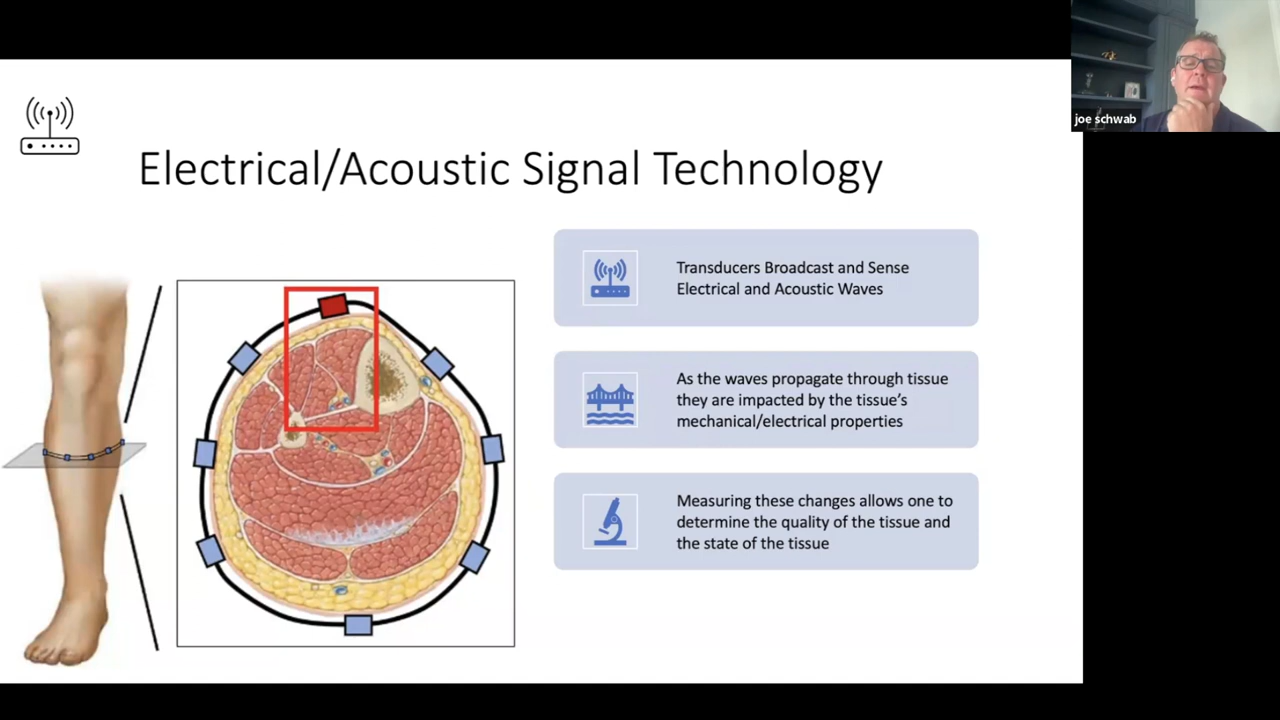 joe schwab
Electrical/Acoustic Signal Technology
Transducers Broadcast and Sense
Electrical and Acoustic Waves
As the waves propagate through tissue
they are impacted by the tissue’s
mechanical/electrical properties
Measuring these changes allows one to
determine the quality of the tissue and
the state of the tissue